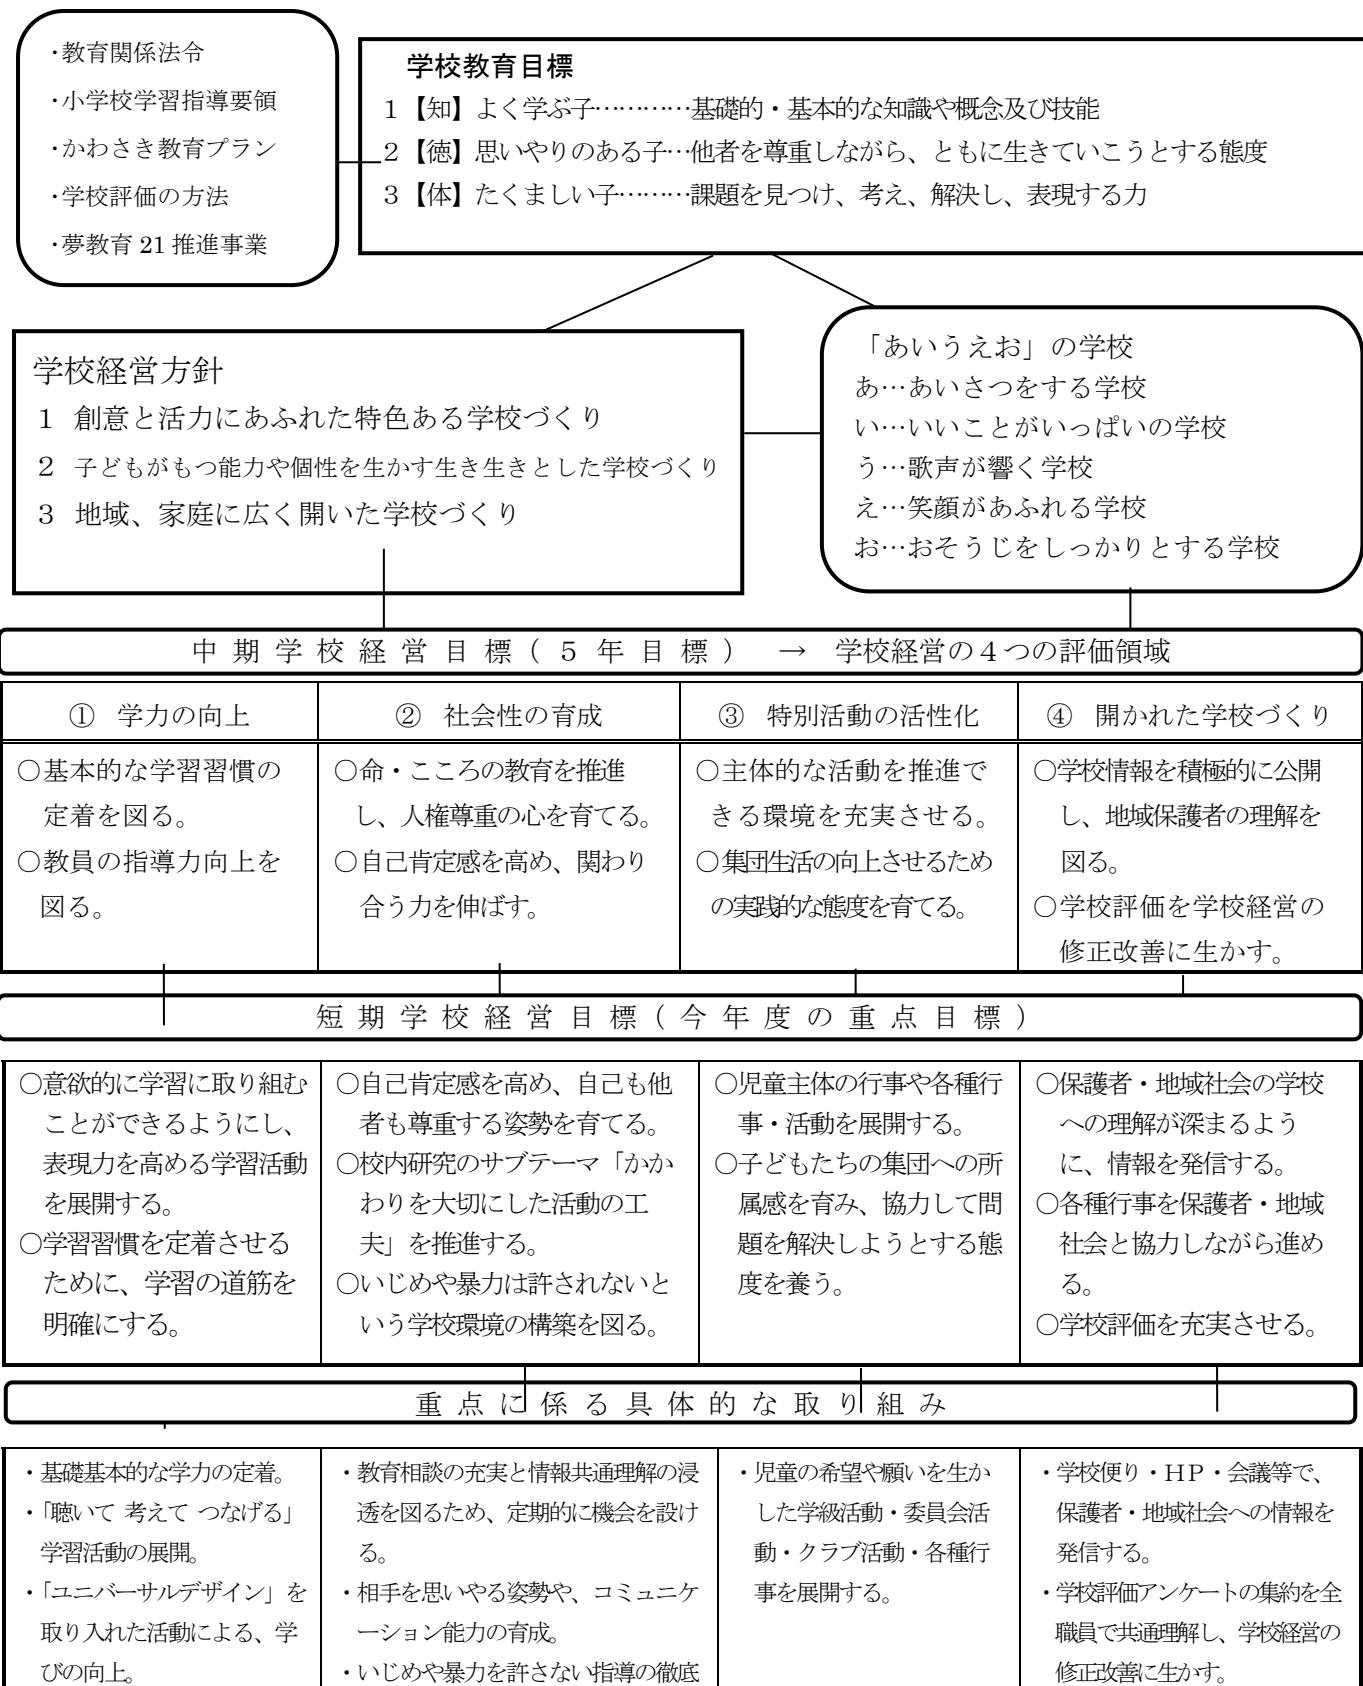 ・教育関係法令
・小学校学習指導要領
・かわさき教育プラン
・学校評価の方法
・夢教育 21 推進事業
学校教育目標
１【知】よく学ぶ子…………基礎的・基本的な知識や概念及び技能
２【徳】思いやりのある子…他者を尊重しながら、ともに生きていこうとする態度
３【体】たくましい子………課題を見つけ、考え、解決し、表現する力
学校経営方針
１ 創意と活力にあふれた特色ある学校づくり
２ 子どもがもつ能力や個性を生かす生き生きとした学校づくり
３ 地域、家庭に広く開いた学校づくり
「あいうえお」の学校
あ…あいさつをする学校
い…いいことがいっぱいの学校
う…歌声が響く学校
え…笑顔があふれる学校
お…おそうじをしっかりとする学校
中期学校経営目標(５年目標) → 学校経営の４つの評価領域
① 学力の向上
○基本的な学習習慣の
定着を図る。
○教員の指導力向上を
図る。
② 社会性の育成
○命・こころの教育を推進
し、人権尊重の心を育てる。
○自己肯定感を高め、関わり
合う力を伸ばす。
③ 特別活動の活性化
○主体的な活動を推進で
きる環境を充実させる。
○集団生活の向上させるため
の実践的な態度を育てる。
④ 開かれた学校づくり
○学校情報を積極的に公開
し、地域保護者の理解を
図る。
○学校評価を学校経営の
修正改善に生かす。
短期学校経営目標(今年度の重点目標)
○意欲的に学習に取り組む
ことができるようにし、
表現力を高める学習活動
を展開する。
○学習習慣を定着させる
ために、学習の道筋を
明確にする。
○自己肯定感を高め、自己も他
者も尊重する姿勢を育てる。
○校内研究のサブテーマ「かか
わりを大切にした活動の工
夫」を推進する。
○いじめや暴力は許されないと
いう学校環境の構築を図る。
○児童主体の行事や各種行
事・活動を展開する。
○子どもたちの集団への所
属感を育み、協力して問
題を解決しようとする態
度を養う。
○保護者・地域社会の学校
への理解が深まるよう
に、情報を発信する。
○各種行事を保護者・地域
社会と協力しながら進め
る。
○学校評価を充実させる。
重点に係る具体的な取り組み
・基礎基本的な学力の定着。
・「聴いて 考えて つなげる」
学習活動の展開。
・「ユニバーサルデザイン」を
取り入れた活動による、学
びの向上。
・教育相談の充実と情報共通理解の浸
透を図るため、定期的に機会を設け
る。
・相手を思いやる姿勢や、コミュニケ
ーション能力の育成。
・いじめや暴力を許さない指導の徹底
・児童の希望や願いを生か
した学級活動・委員会活
動・クラブ活動・各種行
事を展開する。
・学校便り・ＨＰ・会議等で、
保護者・地域社会への情報を
発信する。
・学校評価アンケートの集約を全
職員で共通理解し、学校経営の
修正改善に生かす。